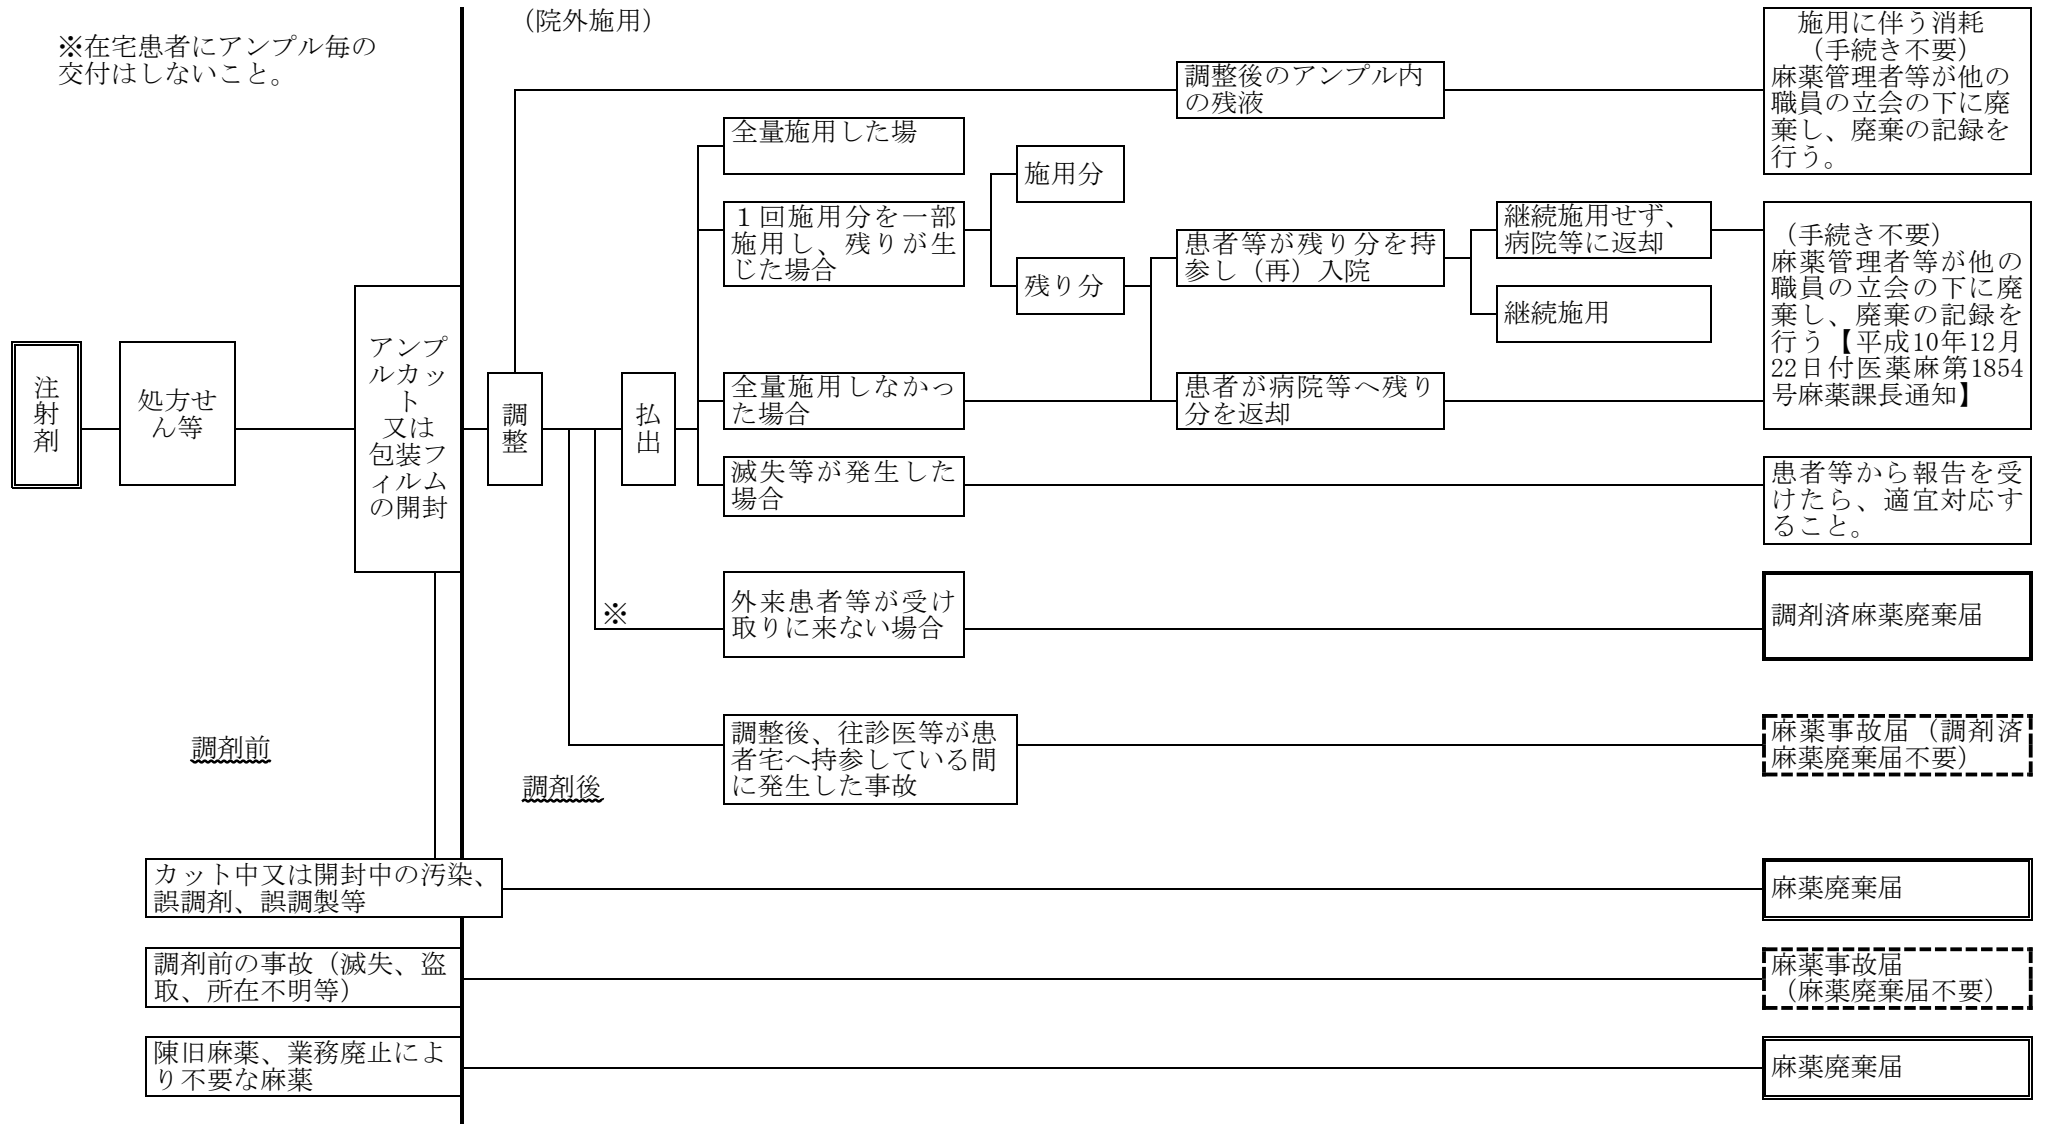 （院外施用）
※在宅患者にアンプル毎の
交付はしないこと。
注
射
剤
処方せ
ん等
アンプ
ルカッ
ト
又は
包装フ
ィルム
の開封
調
整
払
出
調整後のアンプル内
の残液
施用に伴う消耗
（手続き不要）
麻薬管理者等が他の
職員の立会の下に廃
棄し、廃棄の記録を
行う。
全量施用した場
１回施用分を一部
施用し、残りが生
じた場合
施用分
残り分
患者等が残り分を持
参し（再）入院
継続施用せず、
病院等に返却
継続施用
（手続き不要）
麻薬管理者等が他の
職員の立会の下に廃
棄し、廃棄の記録を
行う【平成10年12月
22日付医薬麻第1854
号麻薬課長通知】
全量施用しなかっ
た場合
患者が病院等へ残り
分を返却
滅失等が発生した
場合
患者等から報告を受
けたら、適宜対応す
ること。
※
外来患者等が受け
取りに来ない場合
調剤済麻薬廃棄届
調剤前
調剤後
調整後、往診医等が患
者宅へ持参している間
に発生した事故
麻薬事故届（調剤済
麻薬廃棄届不要）
カット中又は開封中の汚染、
誤調剤、誤調製等
麻薬廃棄届
調剤前の事故（滅失、盗
取、所在不明等）
麻薬事故届
（麻薬廃棄届不要）
陳旧麻薬、業務廃止によ
り不要な麻薬
麻薬廃棄届